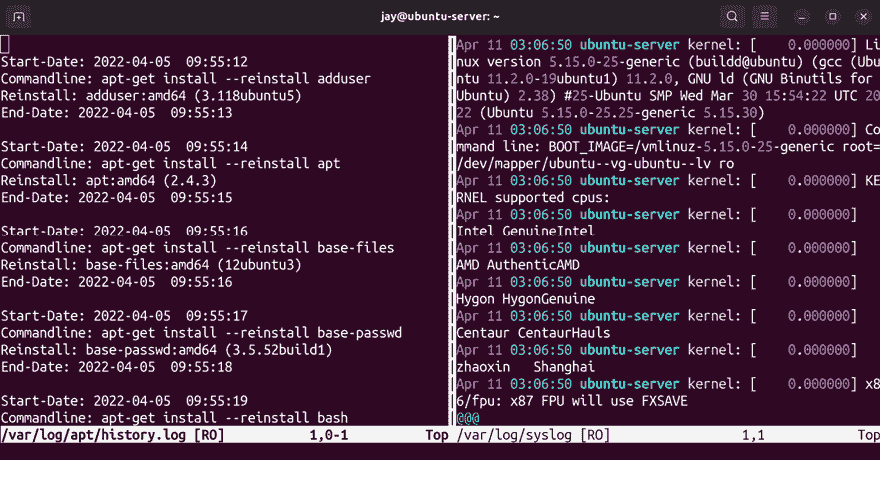 jay@ubuntu-server: ~
Start-Date: 2022-04-05  09:55:12
Commandline: apt-get install --reinstall adduser
Reinstall: adduser:amd64 (3.118ubuntu5)
End-Date: 2022-04-05  09:55:13
Start-Date: 2022-04-05  09:55:14
Commandline: apt-get install --reinstall apt
Reinstall: apt:amd64 (2.4.3)
End-Date: 2022-04-05  09:55:15
Start-Date: 2022-04-05  09:55:16
Commandline: apt-get install --reinstall base-files
Reinstall: base-files:amd64 (12ubuntu3)
End-Date: 2022-04-05  09:55:16
Start-Date: 2022-04-05  09:55:17
Commandline: apt-get install --reinstall base-passwd
Reinstall: base-passwd:amd64 (3.5.52build1)
End-Date: 2022-04-05  09:55:18
Start-Date: 2022-04-05  09:55:19
Commandline: apt-get install --reinstall bash
/var/log/apt/history.log [RO] 1,0-1 Top
Apr 11 03:06:50 ubuntu-server kernel: [    0.000000] Li
nux version 5.15.0-25-generic (buildd@ubuntu) (gcc (Ubu
ntu 11.2.0-19ubuntu1) 11.2.0, GNU ld (GNU Binutils for
Ubuntu) 2.38) #25-Ubuntu SMP Wed Mar 30 15:54:22 UTC 20
22 (Ubuntu 5.15.0-25.25-generic 5.15.30)
Apr 11 03:06:50 ubuntu-server kernel: [    0.000000] Co
mmand line: BOOT_IMAGE=/vmlinuz-5.15.0-25-generic root=
/dev/mapper/ubuntu--vg-ubuntu--lv ro
Apr 11 03:06:50 ubuntu-server kernel: [    0.000000] KE
RNEL supported cpus:
Apr 11 03:06:50 ubuntu-server kernel: [    0.000000]
Intel GenuineIntel
Apr 11 03:06:50 ubuntu-server kernel: [    0.000000]
AMD AuthenticAMD
Apr 11 03:06:50 ubuntu-server kernel: [    0.000000]
Hygon HygonGenuine
Apr 11 03:06:50 ubuntu-server kernel: [    0.000000]
Centaur CentaurHauls
Apr 11 03:06:50 ubuntu-server kernel: [    0.000000]
zhaoxin   Shanghai
Apr 11 03:06:50 ubuntu-server kernel: [    0.000000] x8
6/fpu: x87 FPU will use FXSAVE
@@@
/var/log/syslog [RO] 1,1 Top